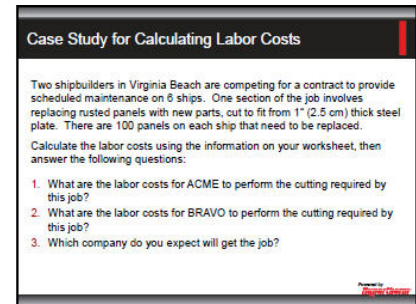 Case Study for Calculating Labor Costs
Two shipbuilders in Virginia Beach are competing for a contract to provide
scheduled maintenance on 6 ships. One section of the job involves
replacing rusted panels with new parts, cut to fit from 1" (2.5 cm) thick steel
plate. There are 100 panels on each ship that need to be replaced.
Calculate the labor costs using the information on your worksheet, then
answer the following questions:
1. What are the labor costs for ACME to perform the cutting required by
this job?
2. What are the labor costs for BRAVO to perform the cutting required by
this job?
3. Which company do you expect will get the job?
Powered by
Hypertherm